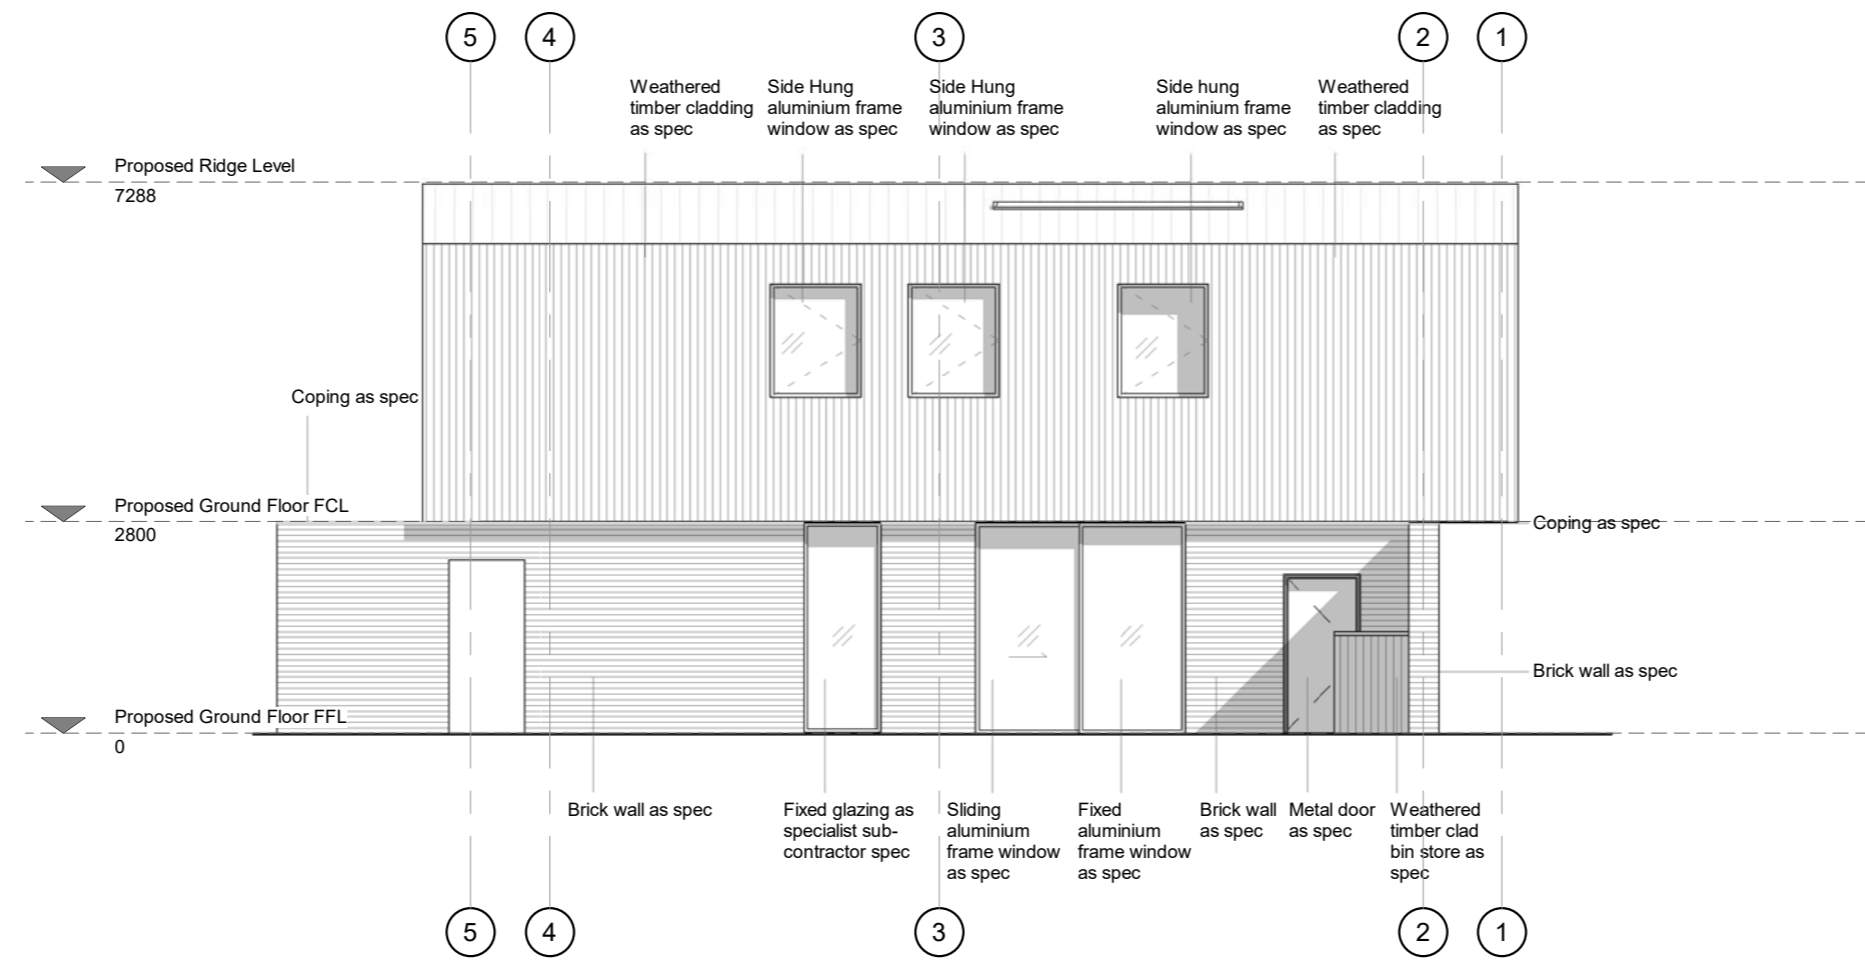 5
4
3
2
1
Weathered
timber cladding
as spec
Side Hung
aluminium frame
window as spec
Side Hung
aluminium frame
window as spec
Side hung
aluminium frame
window as spec
Weathered
timber cladding
as spec
Proposed Ridge Level
7288
Coping as spec
Proposed Ground Floor FCL
2800
Coping as spec
Brick wall as spec
Proposed Ground Floor FFL
0
Brick wall as spec
Fixed glazing as
specialist sub-
contractor spec
Sliding
aluminium
frame window
as spec
Fixed
aluminium
frame window
as spec
Brick wall
as spec
Metal door
as spec
Weathered
timber clad
bin store as
spec
5
4
3
2
1